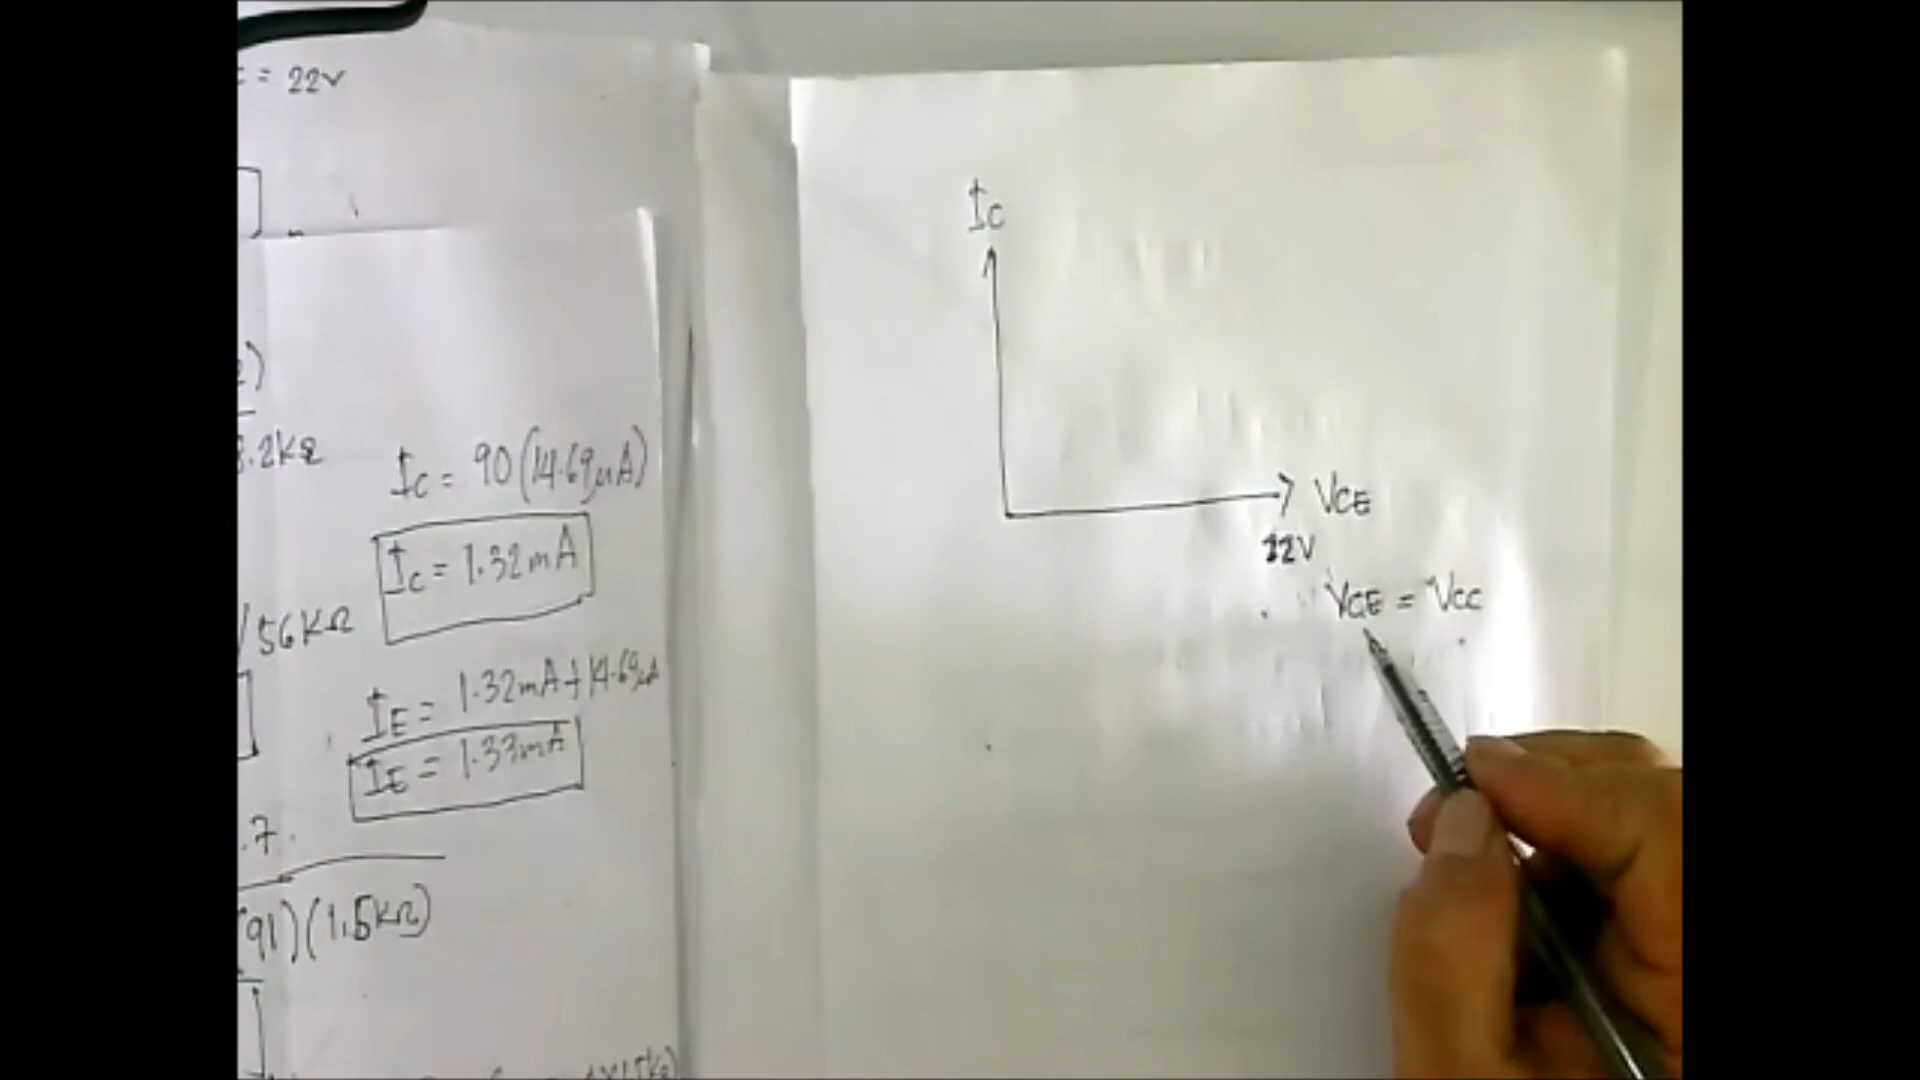 = 22V
8.2kΩ
IC = 90(14.69µA)
IC = 1.32mA
/56KΩ
IE = 1.32mA+14.69µA
IE = 1.33mA
.7
(91)(1.5kΩ)
IC
VCE
22V
VCE = VCC